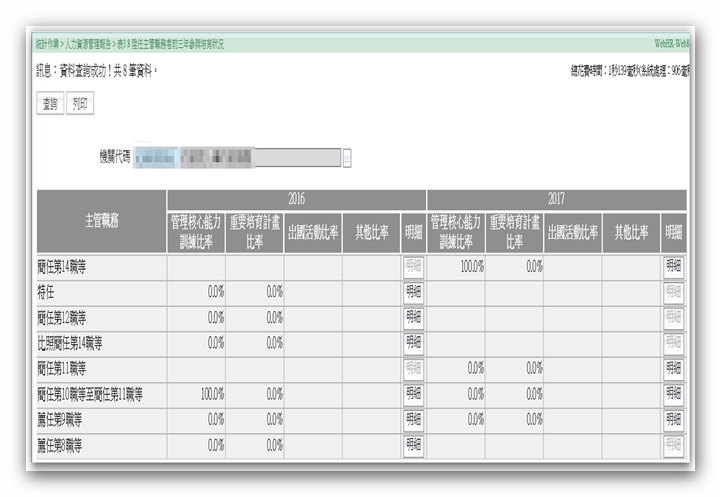 統計作業>人力資源管理報告>表3.8 陞任主管職務者前三年參與培育狀況 WebHR-WebH
訊息：資料查詢成功！共 8 筆資料。 總花費時間：1秒139毫秒(系統處理：906毫秒
查詢 列印
機關代碼
主管職務 2016 2017
管理核心能力訓練比率 重要培育計畫比率 出國活動比率 其他比率 明細 管理核心能力訓練比率 重要培育計畫比率 出國活動比率 其他比率 明細
簡任第14職等 明細 100.0% 0.0% 明細
特任 0.0% 0.0% 明細 明細
簡任第12職等 0.0% 0.0% 明細 明細
比照簡任第14職等 0.0% 0.0% 明細 明細
簡任第11職等 明細 0.0% 0.0% 明細
簡任第10職等至簡任第11職等 100.0% 0.0% 明細 0.0% 0.0% 明細
薦任第9職等 0.0% 0.0% 明細 0.0% 0.0% 明細
薦任第8職等 0.0% 0.0% 明細 明細